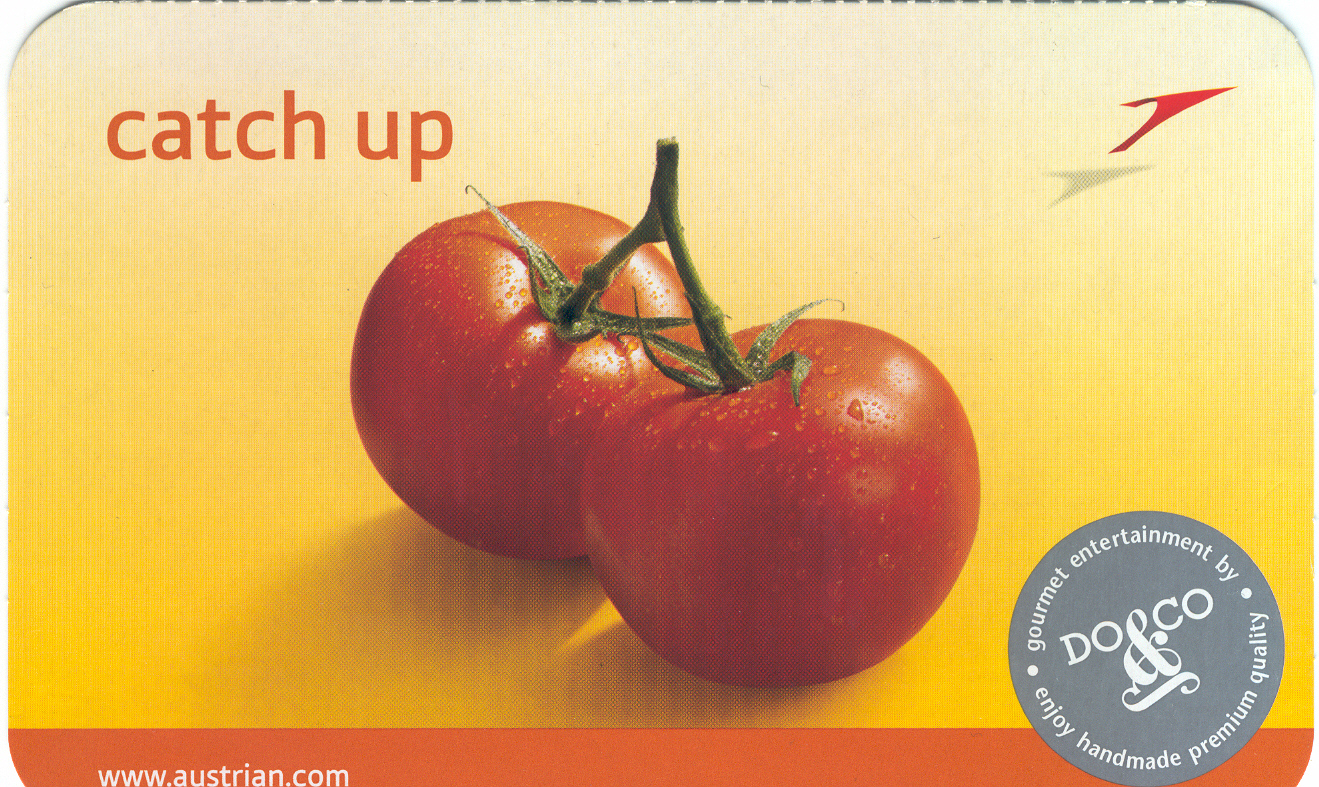 catch up
gourmet entertainment by
DO&CO
enjoy handmade premium quality
www.austrian.com